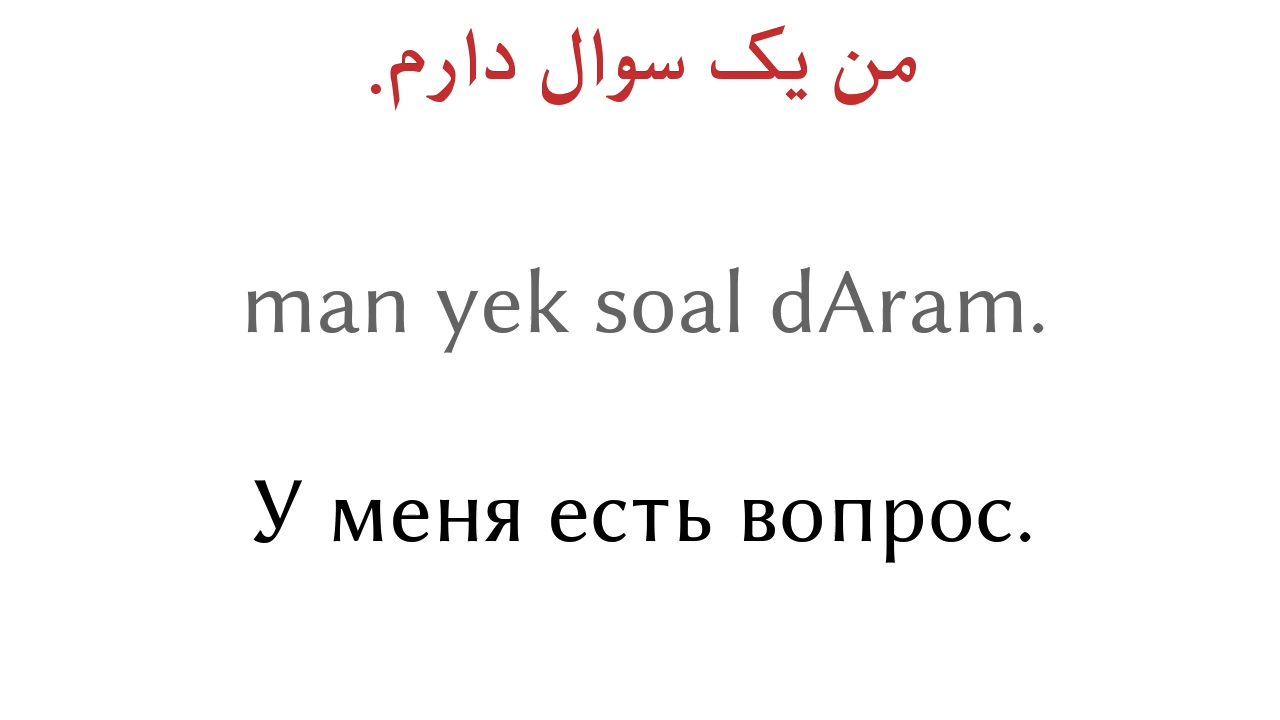 من یک سوال دارم.
man yek soal dAram.
У меня есть вопрос.